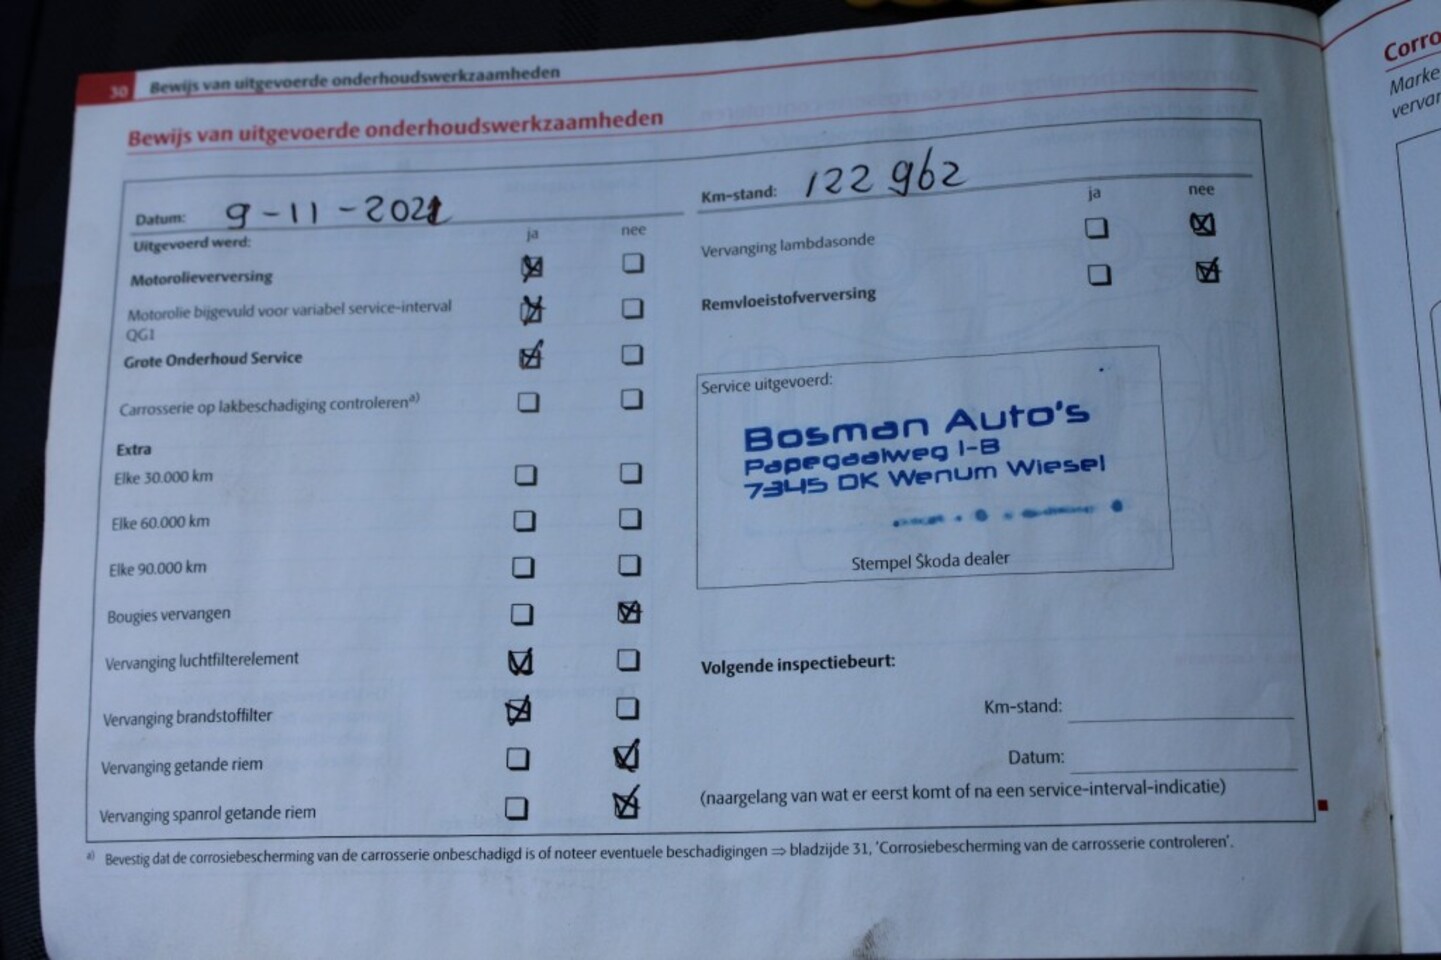 30 Bewijs van uitgevoerde onderhoudswerkzaamheden
Bewijs van uitgevoerde onderhoudswerkzaamheden
Datum: 9-11-2021
Uitgevoerd werd:
ja nee
Motorolieverversing
Motorolie bijgevuld voor variabel service-interval
QG1
Grote Onderhoud Service
Carrosserie op lakbeschadiging controleren a)
Extra
Elke 30.000 km
Elke 60.000 km
Elke 90.000 km
Bougies vervangen
Vervanging luchtfilterelement
Vervanging brandstoffilter
Vervanging getande riem
Vervanging spanrol getande riem
Km-stand: 122 962
ja nee
Vervanging lambdasonde
Remvloeistofverversing
Service uitgevoerd:
Bosman Auto's
Papegaalweg 1-B
7345 DK Wenum Wiesel
Stempel Škoda dealer
Volgende inspectiebeurt:
Km-stand:
Datum:
(naargelang van wat er eerst komt of na een service-interval-indicatie)
a) Bevestig dat de corrosiebescherming van de carrosserie onbeschadigd is of noteer eventuele beschadigingen ⇒ bladzijde 31, 'Corrosiebescherming van de carrosserie controleren'.